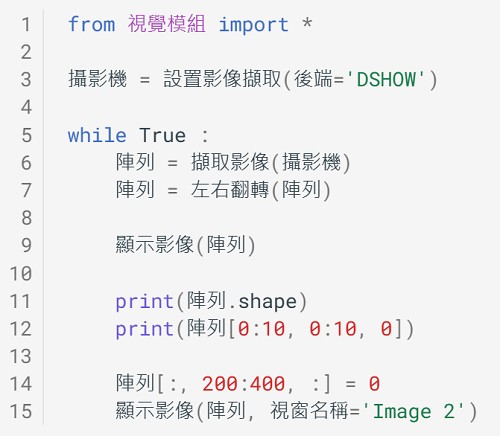 1 from 視覺模組 import *
2
3 攝影機 = 設置影像擷取(後端='DSHOW')
4
5 while True :
6 陣列 = 擷取影像(攝影機)
7 陣列 = 左右翻轉(陣列)
8
9 顯示影像(陣列)
10
11 print(陣列.shape)
12 print(陣列[0:10, 0:10, 0])
13
14 陣列[:, 200:400, :] = 0
15 顯示影像(陣列, 視窗名稱='Image 2')